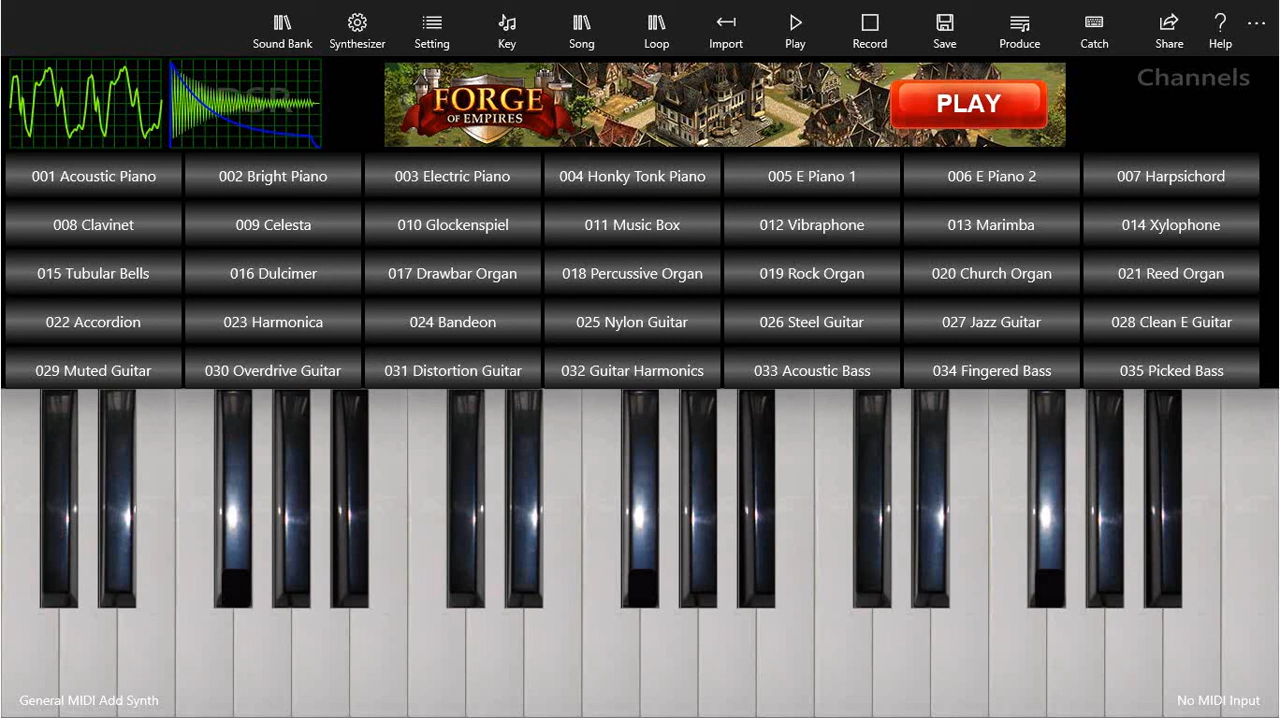 Sound Bank
Synthesizer
Setting
Key
Song
Loop
Import
Play
Record
Save
Produce
Catch
Share
Help
DSP
FORGE
OF EMPIRES
PLAY
Channels
001 Acoustic Piano
002 Bright Piano
003 Electric Piano
004 Honky Tonk Piano
005 E Piano 1
006 E Piano 2
007 Harpsichord
008 Clavinet
009 Celesta
010 Glockenspiel
011 Music Box
012 Vibraphone
013 Marimba
014 Xylophone
015 Tubular Bells
016 Dulcimer
017 Drawbar Organ
018 Percussive Organ
019 Rock Organ
020 Church Organ
021 Reed Organ
022 Accordion
023 Harmonica
024 Bandeon
025 Nylon Guitar
026 Steel Guitar
027 Jazz Guitar
028 Clean E Guitar
029 Muted Guitar
030 Overdrive Guitar
031 Distortion Guitar
032 Guitar Harmonics
033 Acoustic Bass
034 Fingered Bass
035 Picked Bass
General MIDI Add Synth
No MIDI Input